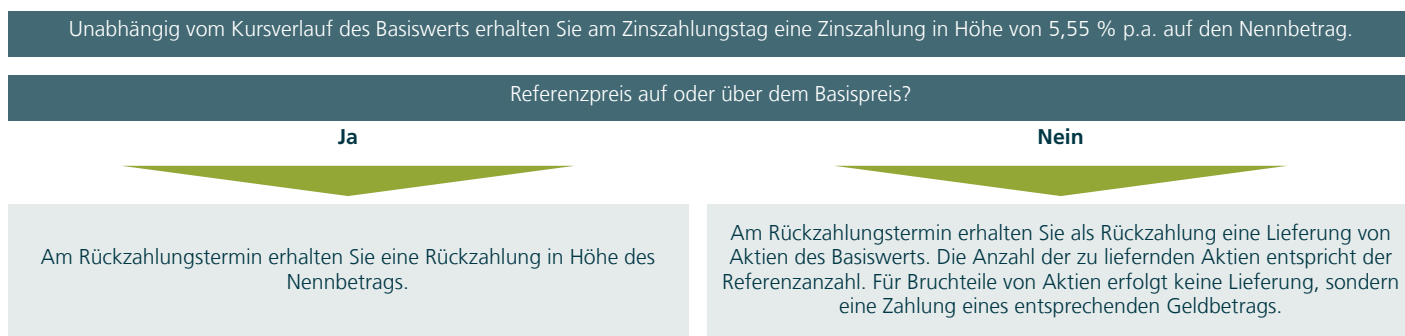 Unabhängig vom Kursverlauf des Basiswerts erhalten Sie am Zinszahlungstag eine Zinszahlung in Höhe von 5,55 % p.a. auf den Nennbetrag.
Referenzpreis auf oder über dem Basispreis?
Ja
Nein
Am Rückzahlungstermin erhalten Sie eine Rückzahlung in Höhe des
Nennbetrags.
Am Rückzahlungstermin erhalten Sie als Rückzahlung eine Lieferung von
Aktien des Basiswerts. Die Anzahl der zu liefernden Aktien entspricht der
Referenzanzahl. Für Bruchteile von Aktien erfolgt keine Lieferung, sondern
eine Zahlung eines entsprechenden Geldbetrags.